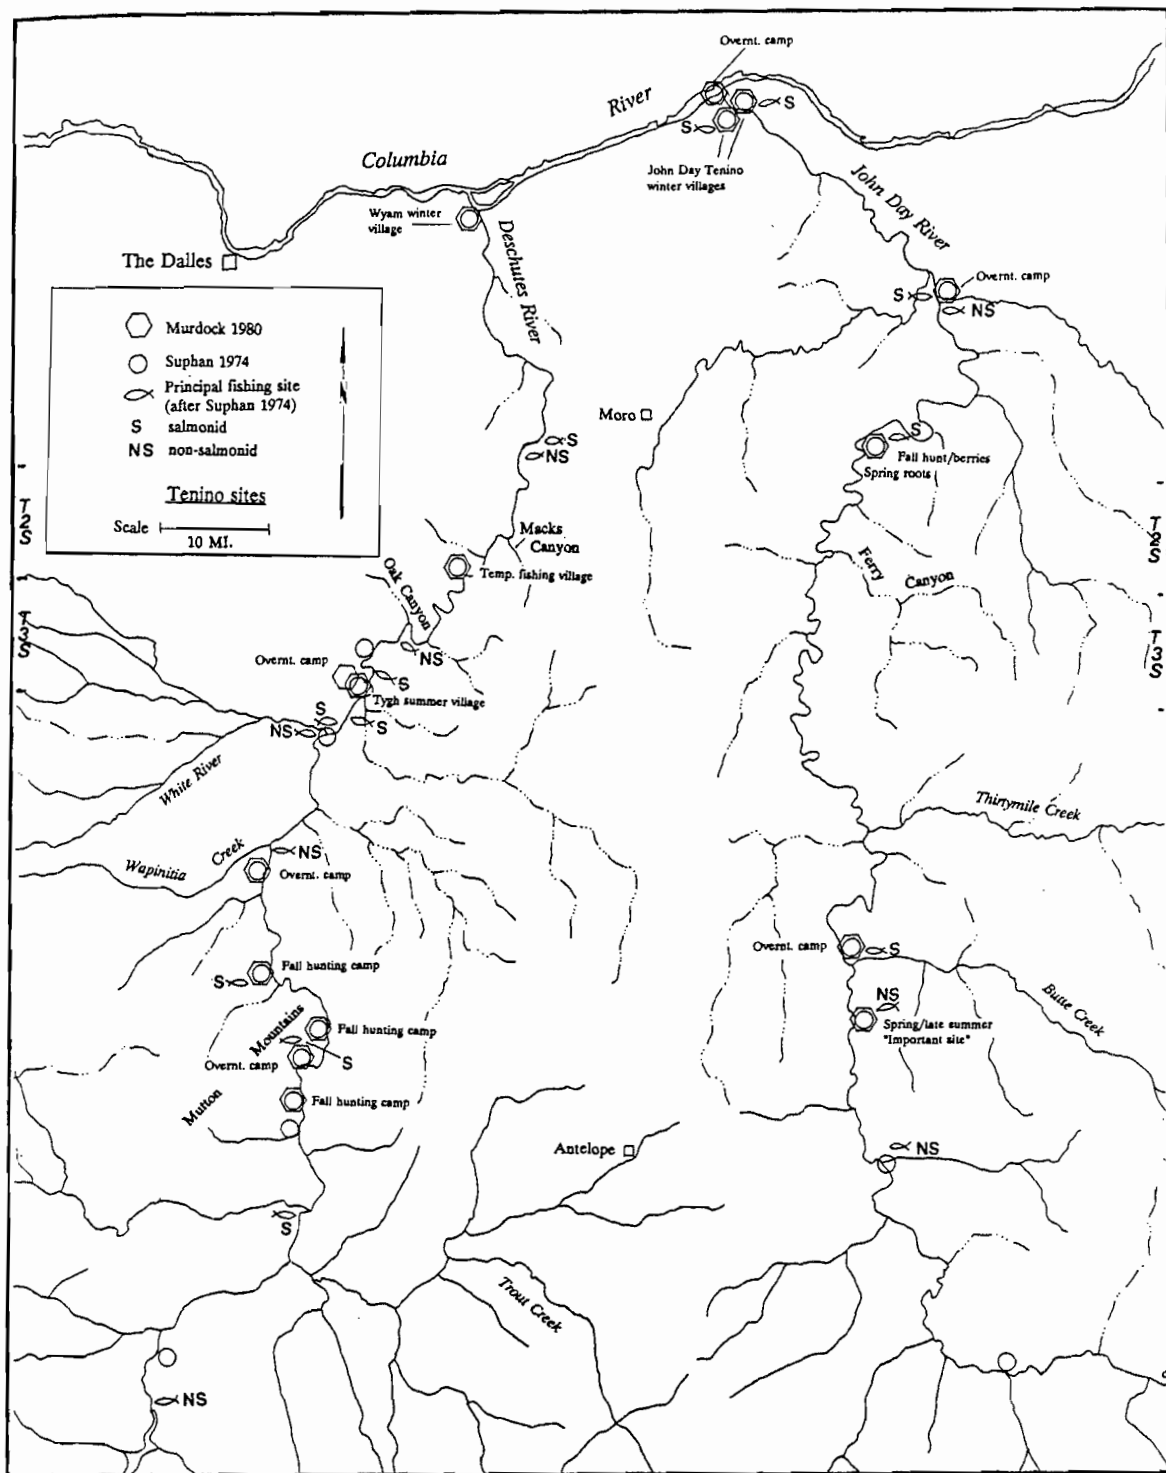 Overnt. camp
River
S
S
Columbia
John Day Tenino
winter villages
John Day River
Wyam winter
village
Deschutes River
The Dalles
Overnt. camp
S
NS
Murdock 1980
Suphan 1974
Principal fishing site
(after Suphan 1974)
S salmonid
NS non-salmonid
Tenino sites
Scale
10 MI.
N
Moro
S
NS
S
Fall hunt/berries
Spring roots
T2S
T2S
Macks
Canyon
Temp. fishing village
Oak Canyon
Ferry Canyon
T3S
T3S
NS
Overnt. camp
S
Tygh summer village
S
S
NS
White River
Thirtymile Creek
Wapinitia Creek
NS
Overnt. camp
Overnt. camp
S
Fall hunting camp
S
NS
Butte Creek
Spring/late summer
"Important site"
Mutton Mountains
Fall hunting camp
Overnt. camp
S
Fall hunting camp
Antelope
NS
S
Trout Creek
NS